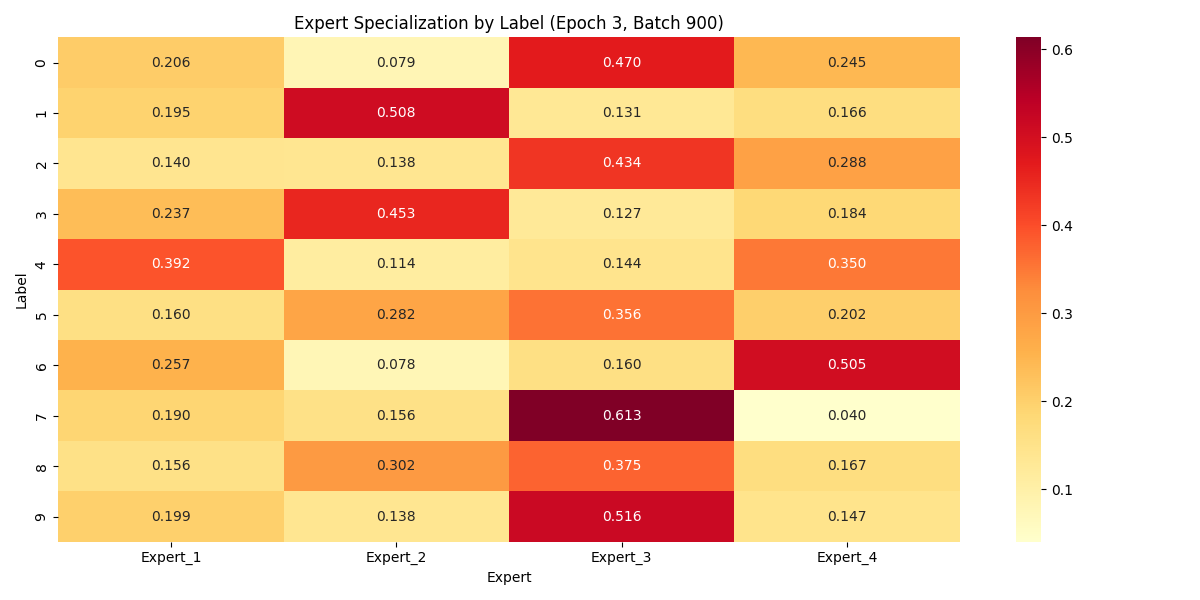 Expert Specialization by Label (Epoch 3, Batch 900)
0 0.206 0.079 0.470 0.245
1 0.195 0.508 0.131 0.166
2 0.140 0.138 0.434 0.288
3 0.237 0.453 0.127 0.184
4 0.392 0.114 0.144 0.350
5 0.160 0.282 0.356 0.202
6 0.257 0.078 0.160 0.505
7 0.190 0.156 0.613 0.040
8 0.156 0.302 0.375 0.167
9 0.199 0.138 0.516 0.147
Label
Expert_1 Expert_2 Expert_3 Expert_4
Expert
0.6
0.5
0.4
0.3
0.2
0.1